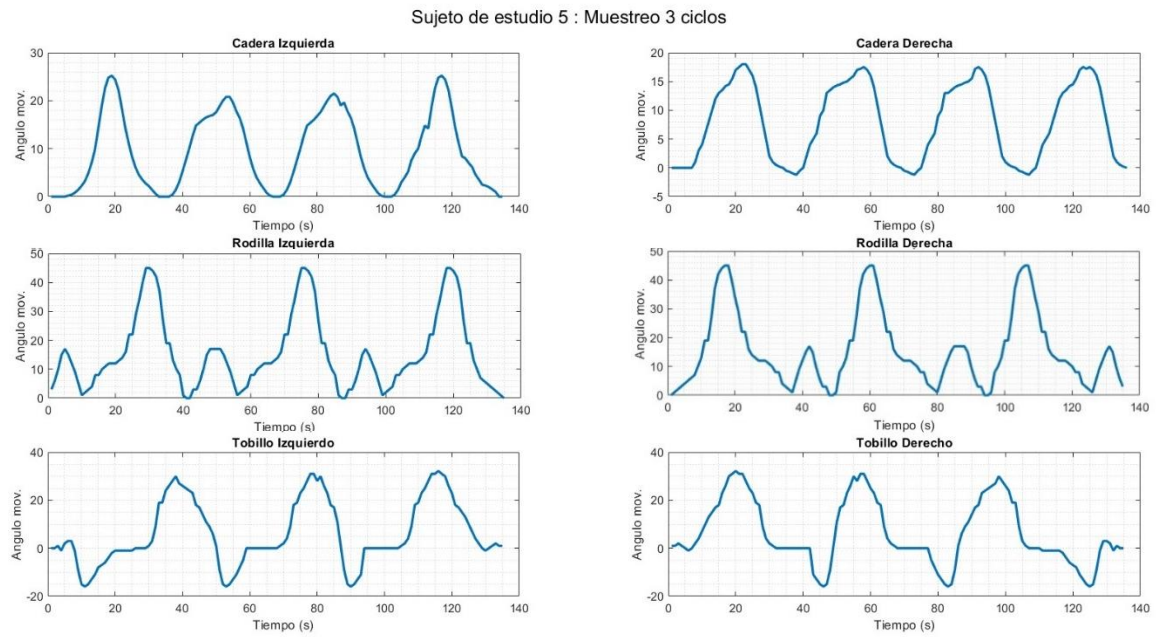 Sujeto de estudio 5 : Muestreo 3 ciclos
Cadera Izquierda
Angulo mov.
30
20
10
0
0 20 40 60 80 100 120 140
Tiempo (s)
Cadera Derecha
Angulo mov.
20
15
10
5
0
-5
0 20 40 60 80 100 120 140
Tiempo (s)
Rodilla Izquierda
Angulo mov.
50
40
30
20
10
0
0 20 40 60 80 100 120 140
Tiempo (s)
Rodilla Derecha
Angulo mov.
50
40
30
20
10
0
0 20 40 60 80 100 120 140
Tiempo (s)
Tobillo Izquierdo
Angulo mov.
40
20
0
-20
0 20 40 60 80 100 120 140
Tiempo (s)
Tobillo Derecho
Angulo mov.
40
20
0
-20
0 20 40 60 80 100 120 140
Tiempo (s)